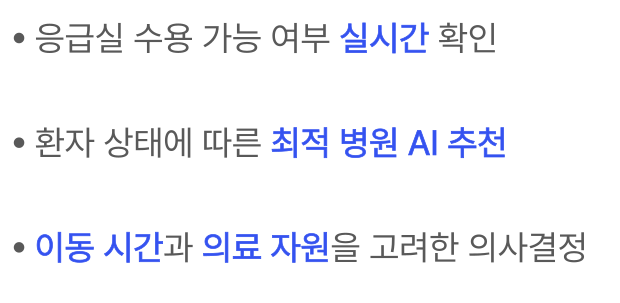 • 응급실 수용 가능 여부 실시간 확인
• 환자 상태에 따른 최적 병원 AI 추천
• 이동 시간과 의료 자원을 고려한 의사결정